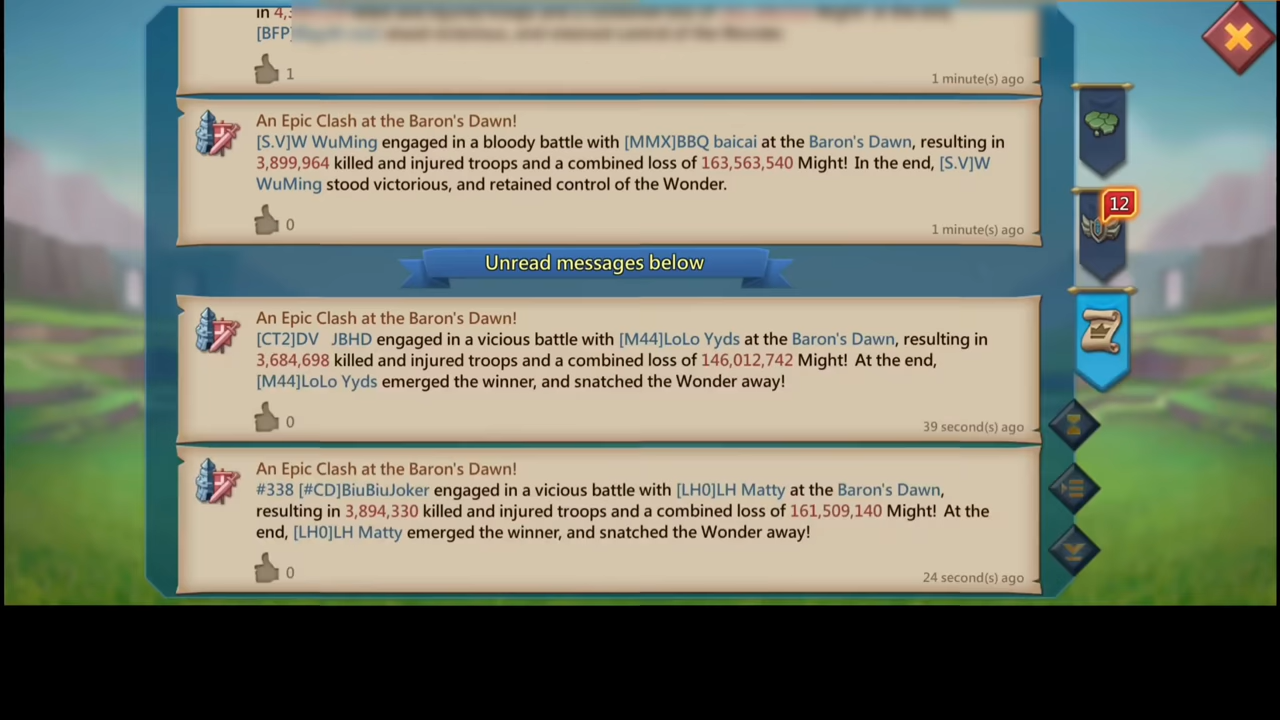 in 4,
[BFP]
1
1 minute(s) ago
An Epic Clash at the Baron's Dawn!
[S.V]W WuMing engaged in a bloody battle with [MMX]BBQ baicai at the Baron's Dawn, resulting in
3,899,964 killed and injured troops and a combined loss of 163,563,540 Might! In the end, [S.V]W
WuMing stood victorious, and retained control of the Wonder.
0
1 minute(s) ago
12
Unread messages below
An Epic Clash at the Baron's Dawn!
[CT2]DV JBHD engaged in a vicious battle with [M44]LoLo Yyds at the Baron's Dawn, resulting in
3,684,698 killed and injured troops and a combined loss of 146,012,742 Might! At the end,
[M44]LoLo Yyds emerged the winner, and snatched the Wonder away!
0
39 second(s) ago
An Epic Clash at the Baron's Dawn!
#338 [#CD]BiuBiuJoker engaged in a vicious battle with [LH0]LH Matty at the Baron's Dawn,
resulting in 3,894,330 killed and injured troops and a combined loss of 161,509,140 Might! At the
end, [LH0]LH Matty emerged the winner, and snatched the Wonder away!
0
24 second(s) ago